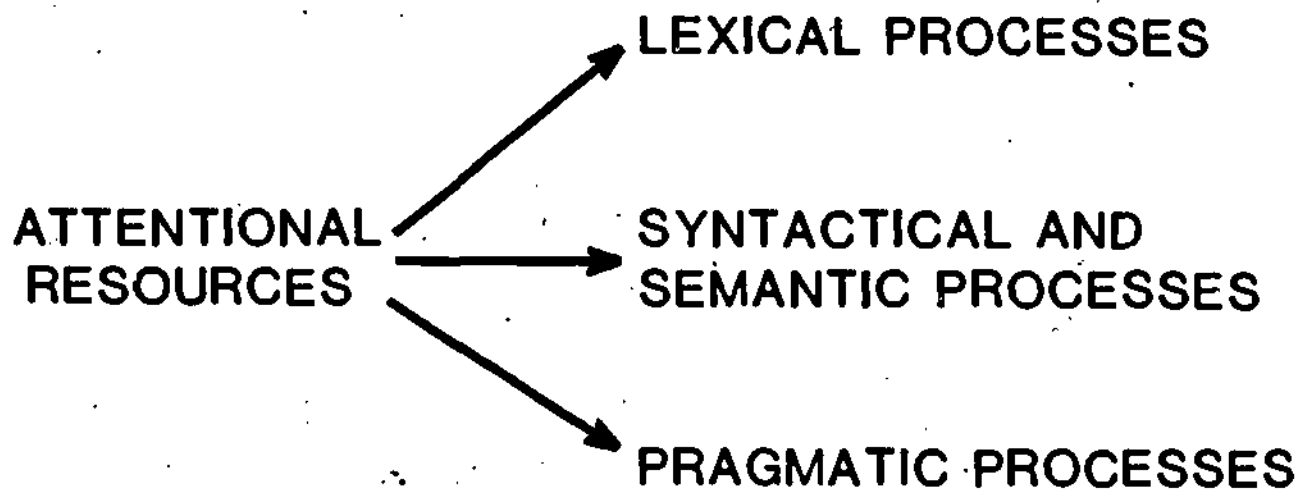 LEXICAL PROCESSES
ATTENTIONAL
RESOURCES
SYNTACTICAL AND
SEMANTIC PROCESSES
PRAGMATIC PROCESSES